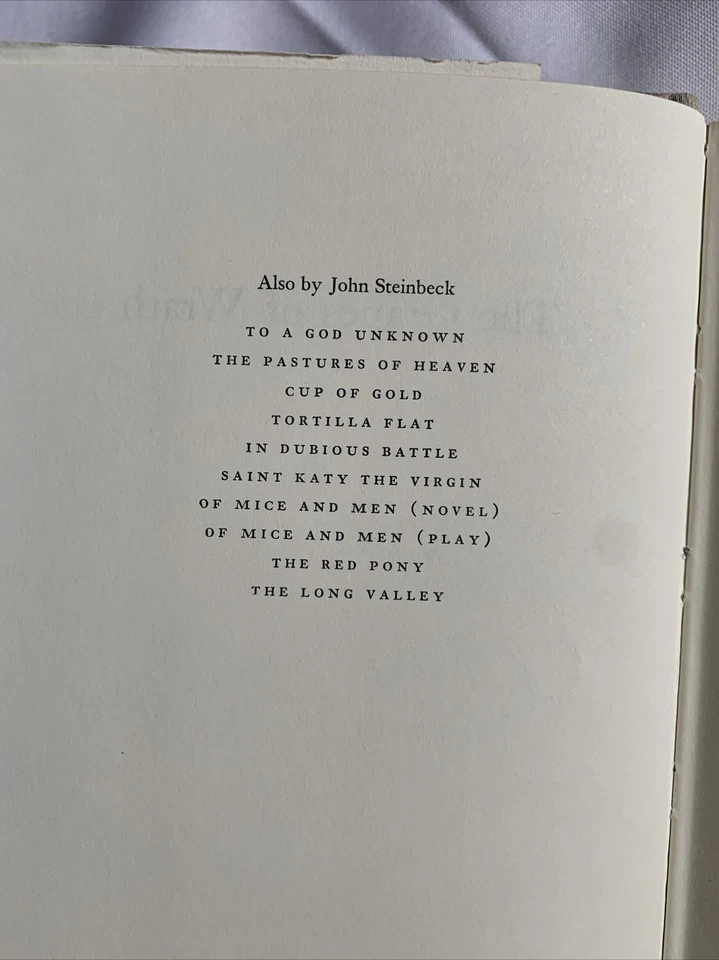 Also by John Steinbeck
TO A GOD UNKNOWN
THE PASTURES OF HEAVEN
CUP OF GOLD
TORTILLA FLAT
IN DUBIOUS BATTLE
SAINT KATY THE VIRGIN
OF MICE AND MEN (NOVEL)
OF MICE AND MEN (PLAY)
THE RED PONY
THE LONG VALLEY